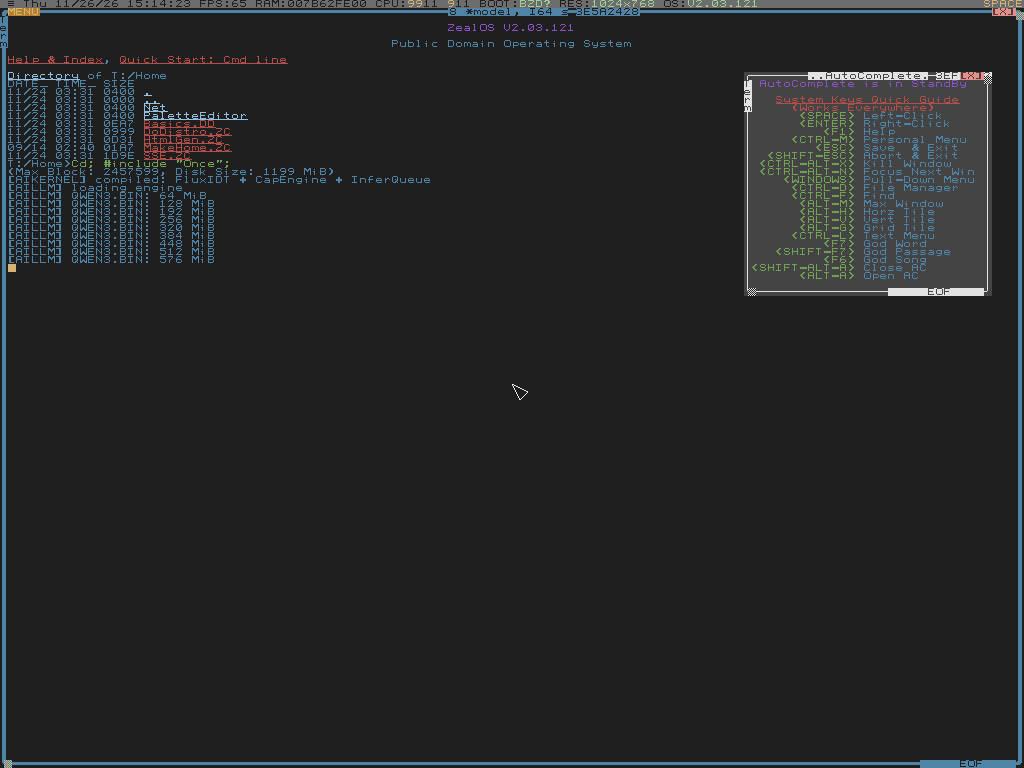 ≡ Thu 11/26/26 15:14:23 FPS:65 RAM:007B62FE00 CPU:9911 911 BOOT:BZD? RES:1024x768 OS:V2.03.121 SPACE
MENU
[X]
Term
ZealOS V2.03.121
Public Domain Operating System
Help & Index, Quick Start: Cmd line
Directory of T:/Home
DATE_ TIME_ SIZE
11/24 03:31 0400 .
11/24 03:31 0000 ..
11/24 03:31 0400 Net
11/24 03:31 0400 PaletteEditor
11/24 03:31 0EA7 Basics.DD
11/24 03:31 0999 DoDistro.ZC
11/24 03:31 0D31 HtmlGen.ZC
09/14 02:40 01A7 MakeHome.ZC
11/24 03:31 1D9E SSE.ZC
T:/Home>Cd; #include "Once";
(Max Block: 2457599, Disk Size: 1199 MiB)
[AIKERNEL] compiled: FluxIDT + CapEngine + InferQueue
[AILLM] loading engine
[AILLM] QWEN3.BIN: 64 MiB
[AILLM] QWEN3.BIN: 128 MiB
[AILLM] QWEN3.BIN: 192 MiB
[AILLM] QWEN3.BIN: 256 MiB
[AILLM] QWEN3.BIN: 320 MiB
[AILLM] QWEN3.BIN: 384 MiB
[AILLM] QWEN3.BIN: 448 MiB
[AILLM] QWEN3.BIN: 512 MiB
[AILLM] QWEN3.BIN: 576 MiB
..AutoComplete. [X]
Term
AutoComplete is in StandBy
System Keys Quick Guide
(Works Everywhere)
<SPACE> Left-Click
<ENTER> Right-Click
<F1> Help
<CTRL-M> Personal Menu
<ESC> Save & Exit
<SHIFT-ESC> Abort & Exit
<CTRL-ALT-X> Kill Window
<CTRL-ALT-N> Focus Next Win
<WINDOWS> Pull-Down Menu
<CTRL-D> File Manager
<CTRL-F> Find
<ALT-M> Max Window
<ALT-H> Horz Tile
<ALT-V> Vert Tile
<ALT-G> Grid Tile
<CTRL-L> Text Menu
<F7> God Word
<SHIFT-F7> God Passage
<F6> God Song
<SHIFT-ALT-A> Close AC
<ALT-A> Open AC
EOF
EOF